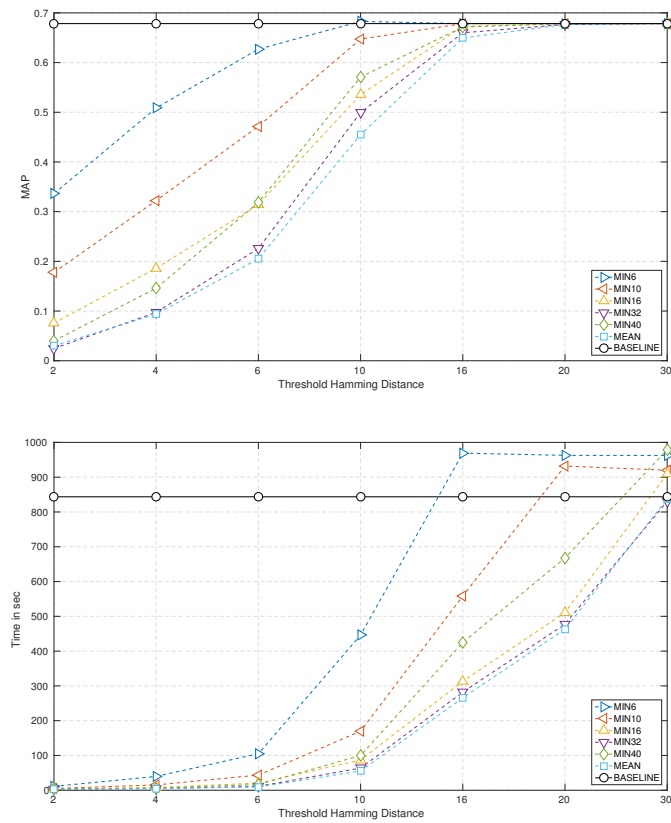 0.7
0.6
0.5
0.4
0.3
0.2
0.1
0
MAP
2 4 6 10 16 20 30
Threshold Hamming Distance
MIN6
MIN10
MIN16
MIN32
MIN40
MEAN
BASELINE
1000
900
800
700
600
500
400
300
200
100
0
Time in sec
2 4 6 10 16 20 30
Threshold Hamming Distance
MIN6
MIN10
MIN16
MIN32
MIN40
MEAN
BASELINE